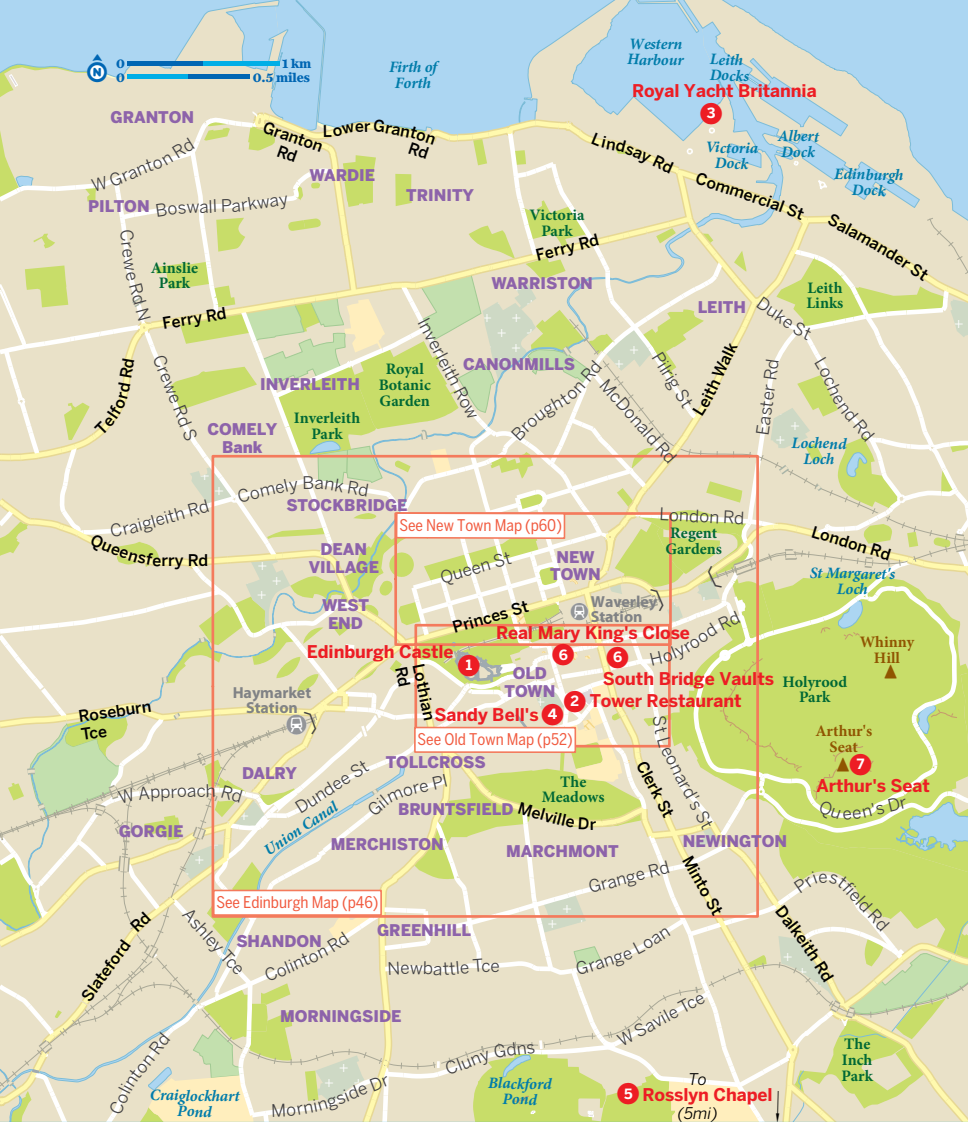 Western
Harbour
Leith
Docks
Firth of
Forth
N
0 1 km
0 0.5 miles
Royal Yacht Britannia
3
GRANTON
Granton
Rd
Lower Granton
Rd
Lindsay Rd
Victoria
Dock
Albert
Dock
Edinburgh
Dock
W Granton Rd
WARDIE
TRINITY
Commercial St
PILTON
Boswall Parkway
Victoria
Park
Salamander St
Crewe Rd N
Ferry Rd
Ainslie
Park
WARRISTON
Leith
Links
LEITH
Ferry Rd
Duke St
Inverleith Row
Telford Rd
Crewe Rd S
CANONMILLS
Pilrig St
Leith Walk
Easter Rd
Lochend Rd
INVERLEITH
Royal
Botanic
Garden
Broughton Rd
McDonald Rd
Inverleith
Park
COMELY
Bank
Lochend
Loch
Comely Bank Rd
STOCKBRIDGE
Craigleith Rd
See New Town Map (p60)
London Rd
Regent
Gardens
Queensferry Rd
London Rd
DEAN
VILLAGE
Queen St
NEW
TOWN
St Margaret's
Loch
WEST
END
Princes St
Waverley
Station
Real Mary King's Close
Holyrood Rd
Whinny
Hill
Edinburgh Castle
1
6
6
Lothian
Rd
OLD
TOWN
South Bridge Vaults
Holyrood
Park
Haymarket
Station
2
Tower Restaurant
Roseburn
Tce
Sandy Bell's
4
St Leonard's St
Arthur's
Seat
See Old Town Map (p52)
7
Arthur's Seat
TOLLCROSS
DALRY
Dundee St
Gilmore Pl
The
Meadows
Clerk St
W Approach Rd
Queen's Dr
Union Canal
BRUNTSFIELD
Melville Dr
GORGIE
MERCHISTON
MARCHMONT
NEWINGTON
Grange Rd
Minto St
Priestfield Rd
See Edinburgh Map (p46)
Slateford Rd
Ashley Tce
SHANDON
Colinton Rd
GREENHILL
Grange Loan
Dalkeith Rd
Newbattle Tce
MORNINGSIDE
W Savile Tce
Colinton Rd
Cluny Gdns
The
Inch
Park
Craiglockhart
Pond
Morningside Dr
Blackford
Pond
To
5
Rosslyn Chapel
(5mi)